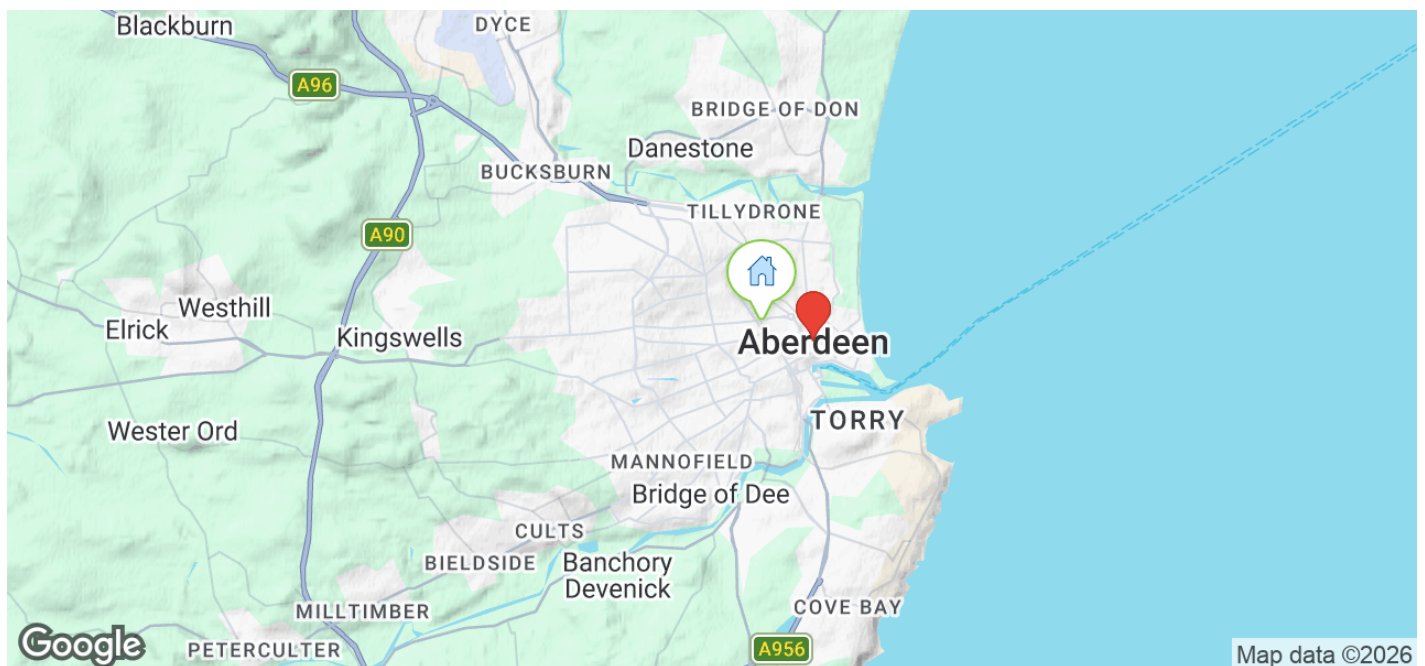 Blackburn
DYCE
A96
BRIDGE OF DON
Danestone
BUCKSBURN
TILLYDRONE
A90
Westhill
Elrick
Kingswells
Aberdeen
TORRY
Wester Ord
MANNOFIELD
Bridge of Dee
CULTS
BIELDSIDE
Banchory
Devenick
MILLTIMBER
COVE BAY
PETERCULTER
A956
Google
Map data ©2026